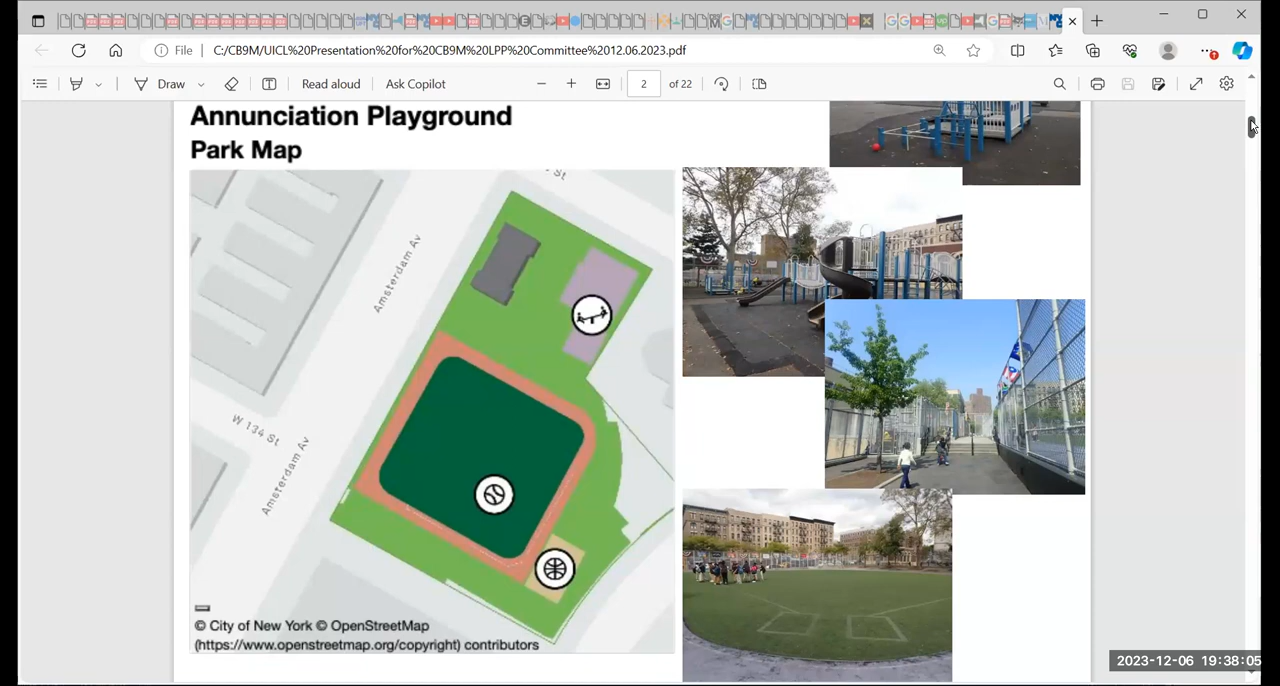 File
C:/CB9M/UICL%20Presentation%20for%20CB9M%20LPP%20Committee%2012.06.2023.pdf
Draw
Read aloud
Ask Copilot
2
of 22
Annunciation Playground
Park Map
St
Amsterdam Av
W 134 St
Amsterdam Av
© City of New York © OpenStreetMap
(https://www.openstreetmap.org/copyright) contributors
2023-12-06 19:38:05